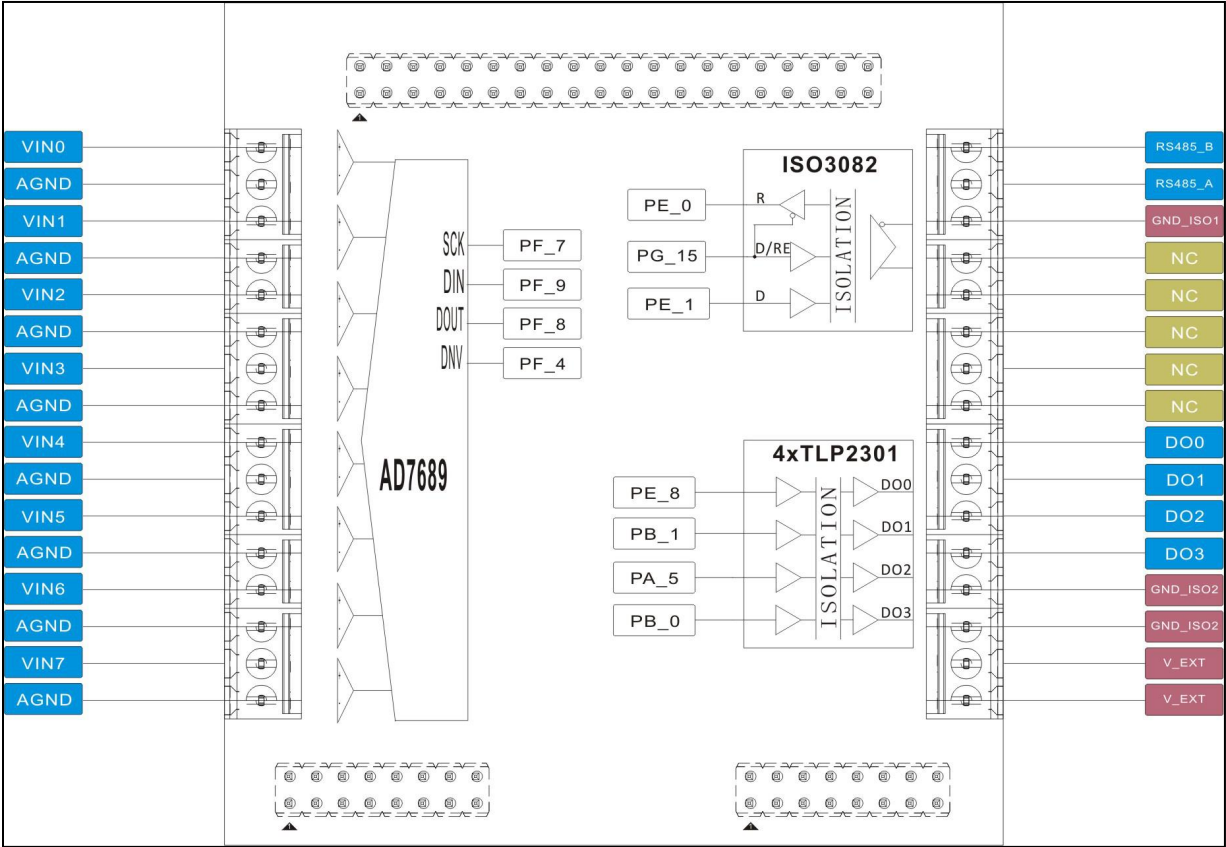 VIN0
AGND
VIN1
AGND
VIN2
AGND
VIN3
AGND
VIN4
AGND
VIN5
AGND
VIN6
AGND
VIN7
AGND
SCK PF_7
DIN PF_9
DOUT PF_8
DNV PF_4
AD7689
ISO3082
PE_0 R
PG_15 D/RE
PE_1 D
ISOLATION
4xTLP2301
PE_8 DO0
PB_1 DO1
PA_5 DO2
PB_0 DO3
ISOLATION
RS485_B
RS485_A
GND_ISO1
NC
NC
NC
NC
NC
DO0
DO1
DO2
DO3
GND_ISO2
GND_ISO2
V_EXT
V_EXT